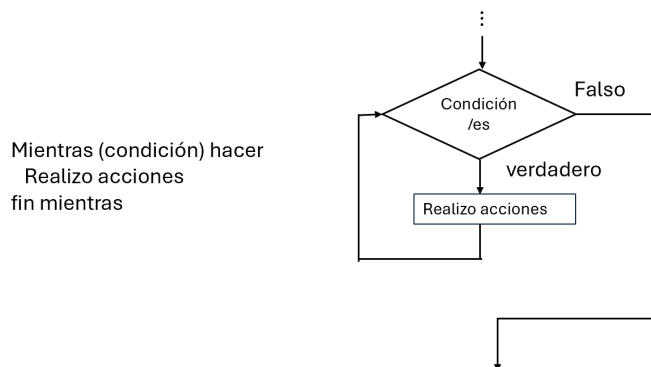 Mientras (condición) hacer
Realizo acciones
fin mientras
Condición
/es
Falso
verdadero
Realizo acciones